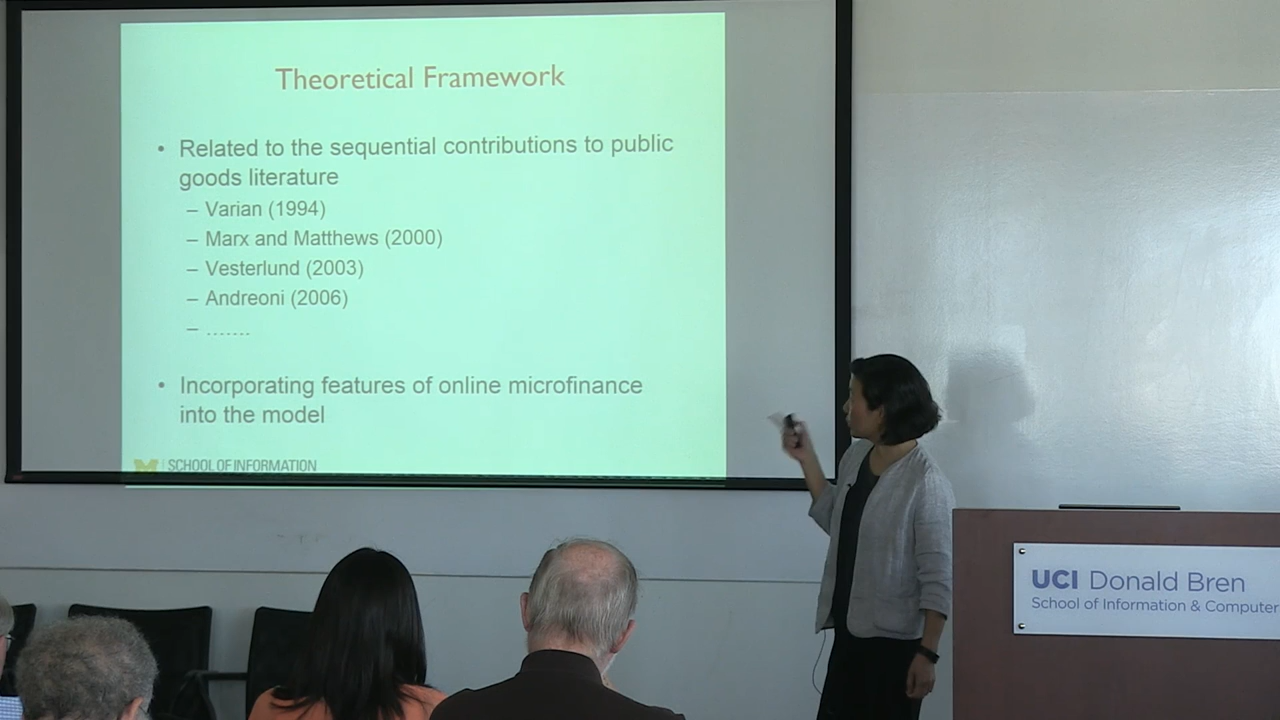 Theoretical Framework
• Related to the sequential contributions to public
goods literature
– Varian (1994)
– Marx and Matthews (2000)
– Vesterlund (2003)
– Andreoni (2006)
– .......
• Incorporating features of online microfinance
into the model
M | SCHOOL OF INFORMATION
UCI Donald Bren
School of Information & Computer